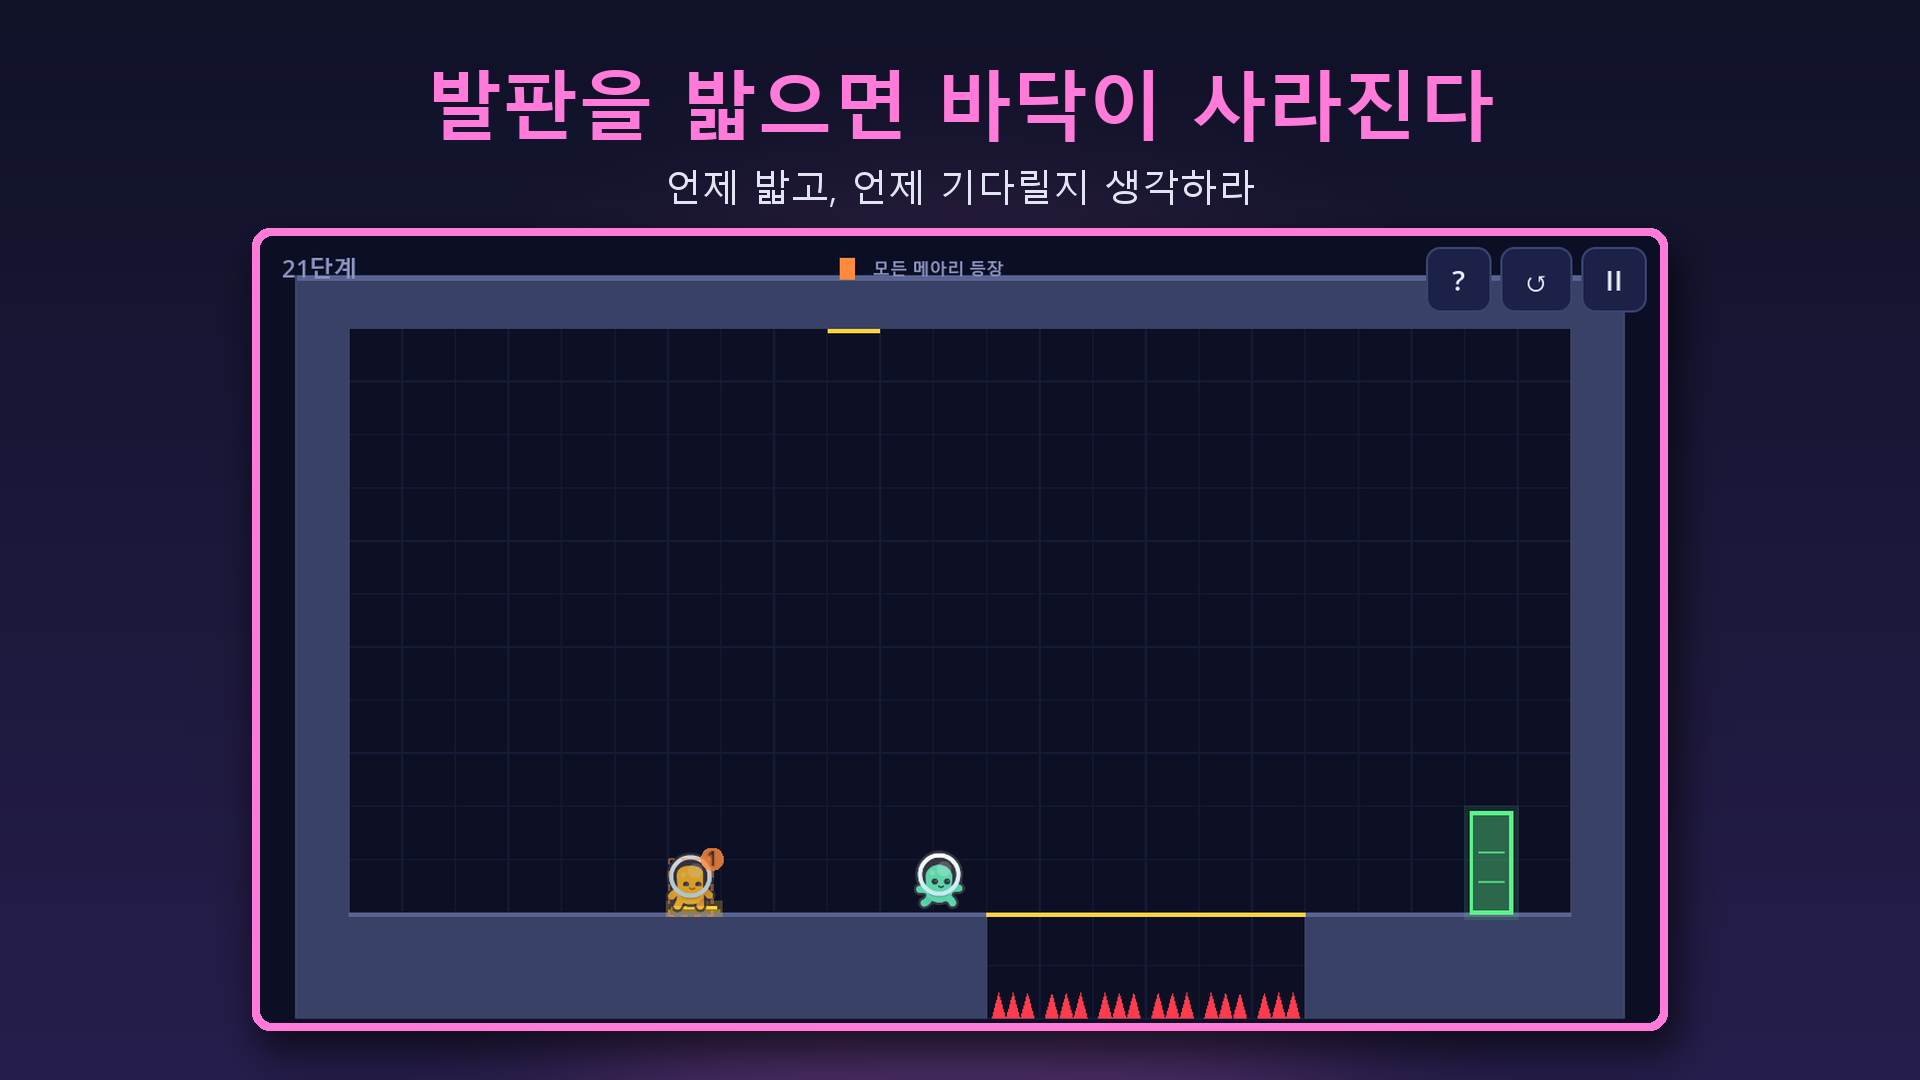 발판을 밟으면 바닥이 사라진다
언제 밟고, 언제 기다릴지 생각하라
21단계
모든 메아리 등장
?
1